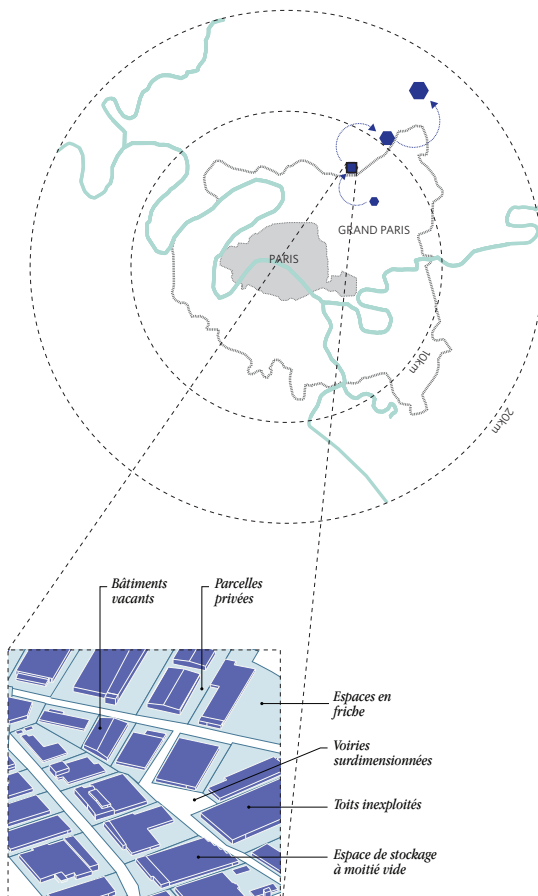 GRAND PARIS
PARIS
10km
20km
Bâtiments
vacants
Parcelles
privées
Espaces en
friche
Voiries
surdimensionnées
Toits inexploités
Espace de stockage
à moitié vide